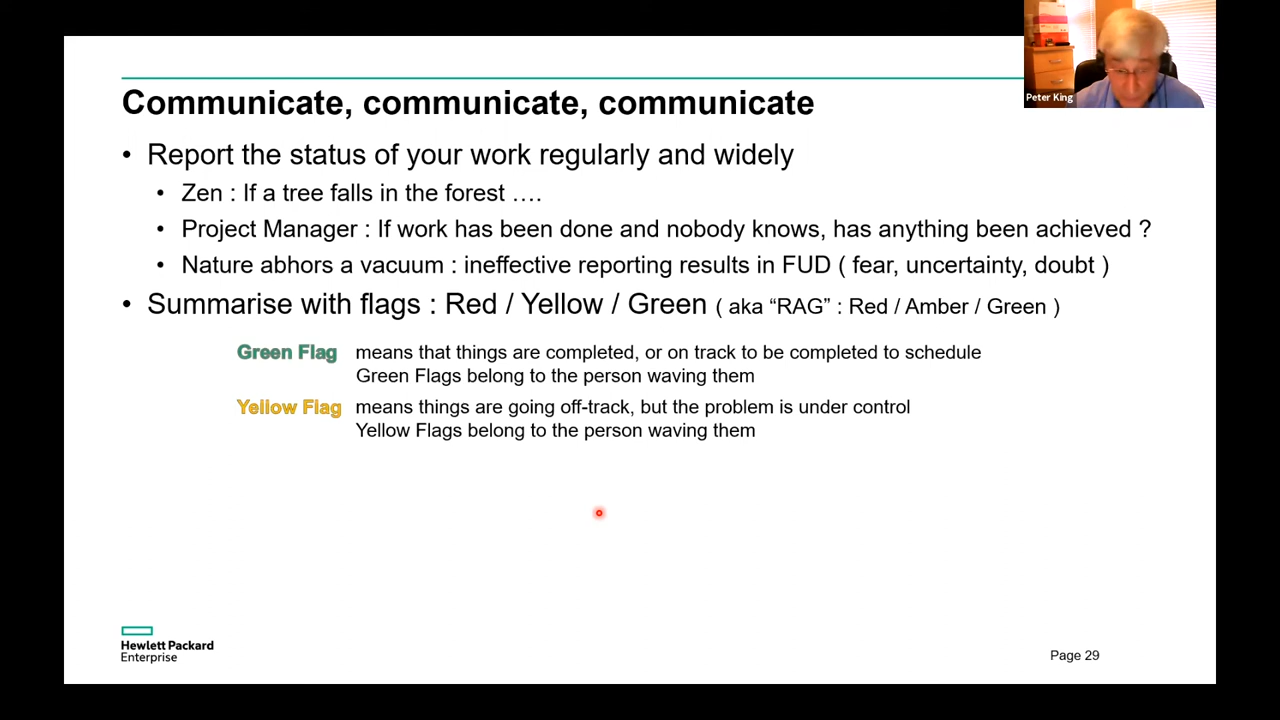 Peter King
Communicate, communicate, communicate
• Report the status of your work regularly and widely
• Zen : If a tree falls in the forest ….
• Project Manager : If work has been done and nobody knows, has anything been achieved ?
• Nature abhors a vacuum : ineffective reporting results in FUD ( fear, uncertainty, doubt )
• Summarise with flags : Red / Yellow / Green ( aka “RAG” : Red / Amber / Green )
Green Flag means that things are completed, or on track to be completed to schedule
Green Flags belong to the person waving them
Yellow Flag means things are going off-track, but the problem is under control
Yellow Flags belong to the person waving them
Hewlett Packard
Enterprise
Page 29